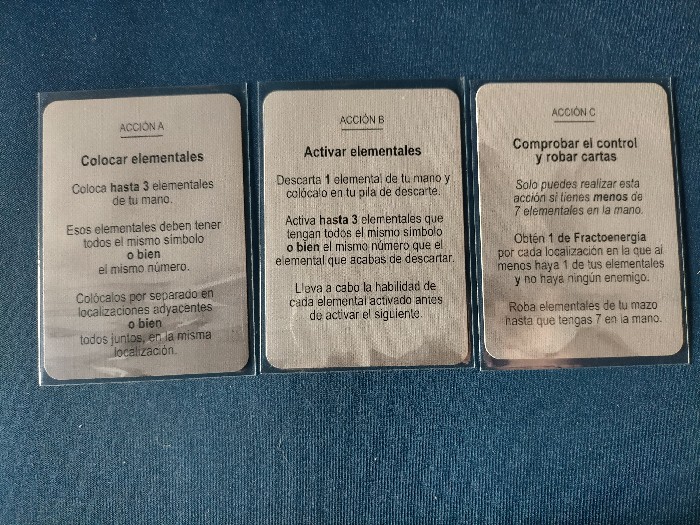 ACCIÓN A
Colocar elementales
Coloca hasta 3 elementales
de tu mano.
Esos elementales deben tener
todos el mismo símbolo
o bien
el mismo número.
Colócalos por separado en
localizaciones adyacentes
o bien
todos juntos, en la misma
localización.
ACCIÓN B
Activar elementales
Descarta 1 elemental de tu mano y
colócalo en tu pila de descarte.
Activa hasta 3 elementales que
tengan todos el mismo símbolo
o bien el mismo número que el
elemental que acabas de descartar.
Lleva a cabo la habilidad de
cada elemental activado antes
de activar el siguiente.
ACCIÓN C
Comprobar el control
y robar cartas
Solo puedes realizar esta
acción si tienes menos de
7 elementales en la mano.
Obtén 1 de Fractoenergía
por cada localización en la que al
menos haya 1 de tus elementales
y no haya ningún enemigo.
Roba elementales de tu mazo
hasta que tengas 7 en la mano.